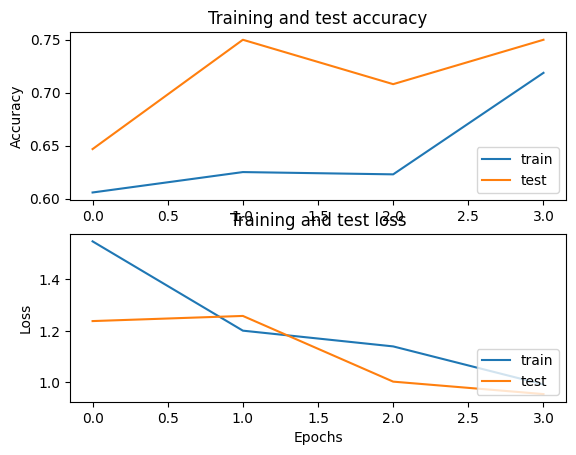 Training and test accuracy
Accuracy
0.75
0.70
0.65
0.60
train
test
0.0 0.5 1.0 1.5 2.0 2.5 3.0
Training and test loss
Loss
1.4
1.2
1.0
train
test
0.0 0.5 1.0 1.5 2.0 2.5 3.0
Epochs